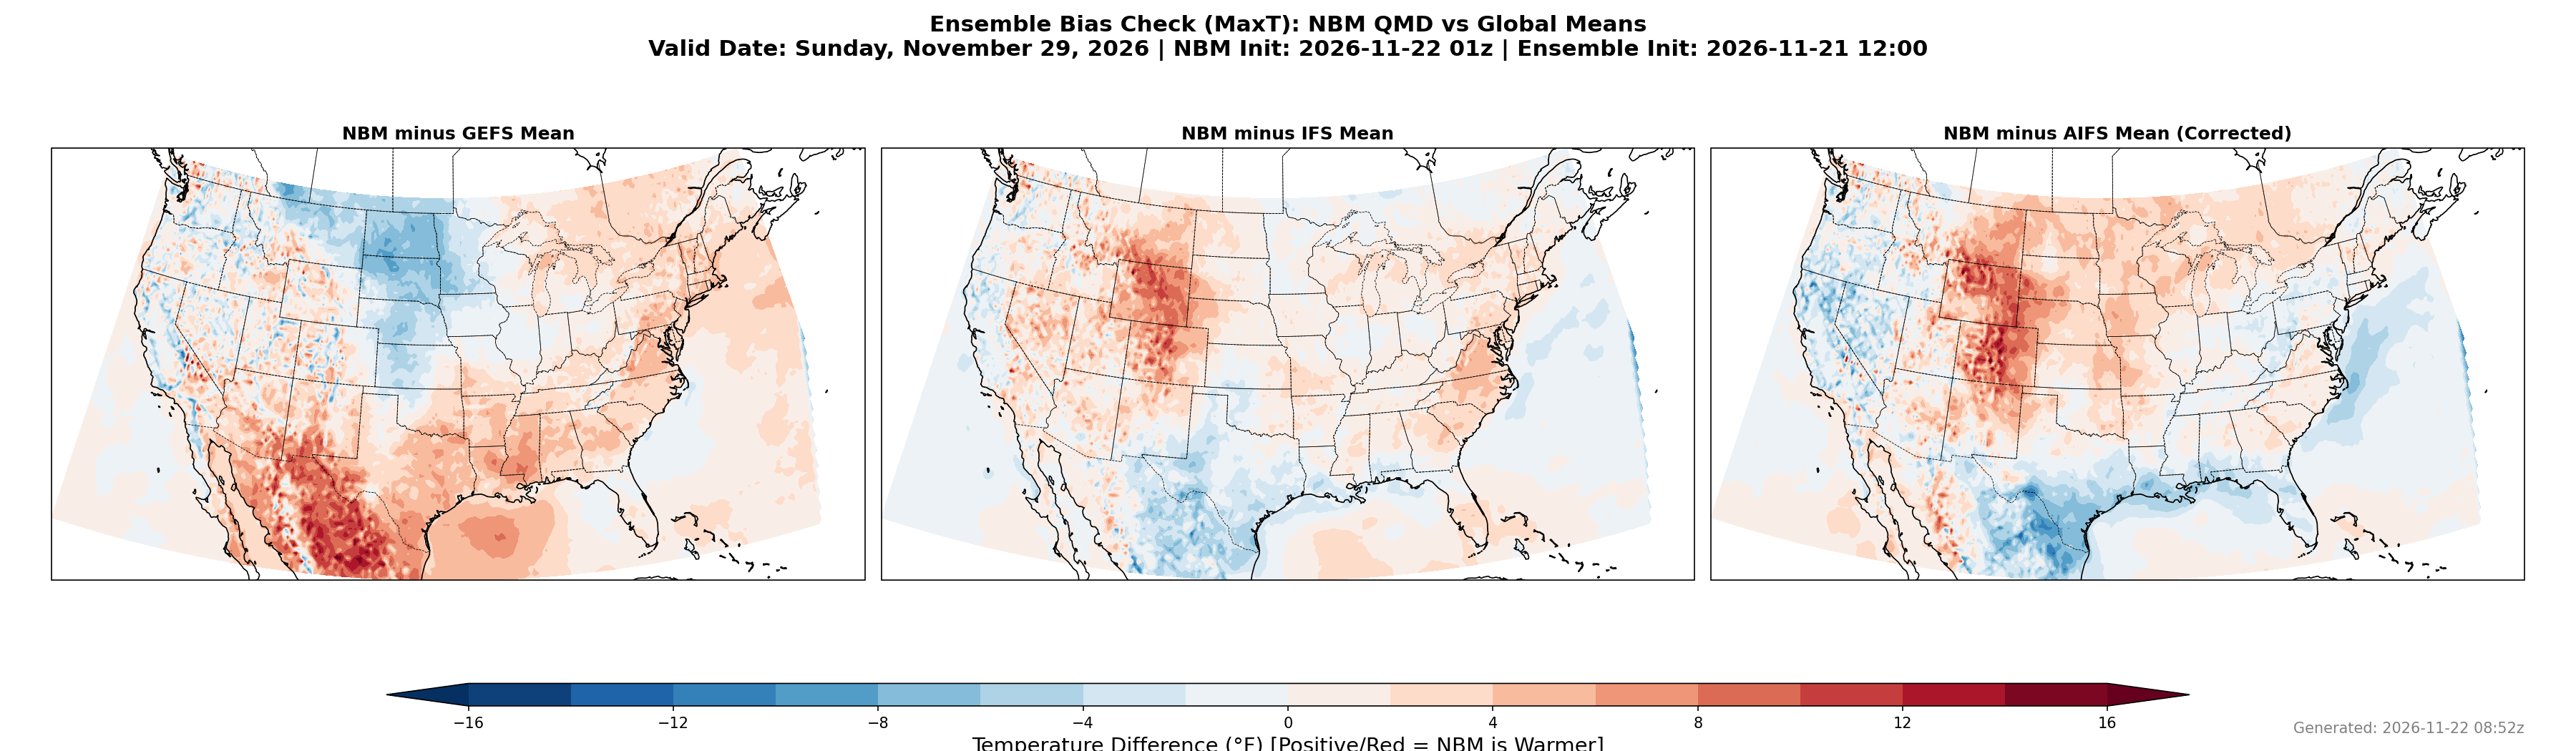 Ensemble Bias Check (MaxT): NBM QMD vs Global Means
Valid Date: Sunday, November 29, 2026 | NBM Init: 2026-11-22 01z | Ensemble Init: 2026-11-21 12:00
NBM minus GEFS Mean
NBM minus IFS Mean
NBM minus AIFS Mean (Corrected)
−16 −12 −8 −4 0 4 8 12 16
Temperature Difference (°F) [Positive/Red = NBM is Warmer]
Generated: 2026-11-22 08:52z